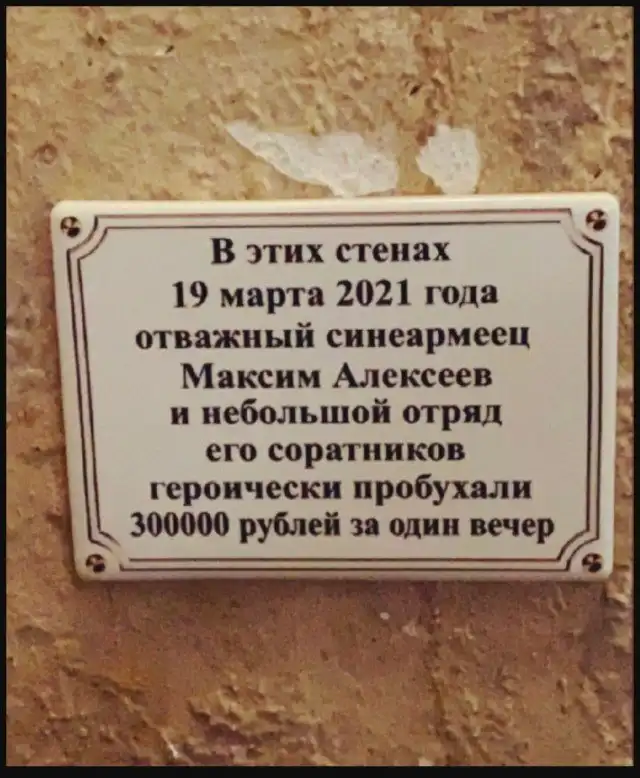 В этих стенах
19 марта 2021 года
отважный синеармеец
Максим Алексеев
и небольшой отряд
его соратников
героически пробухали
300000 рублей за один вечер